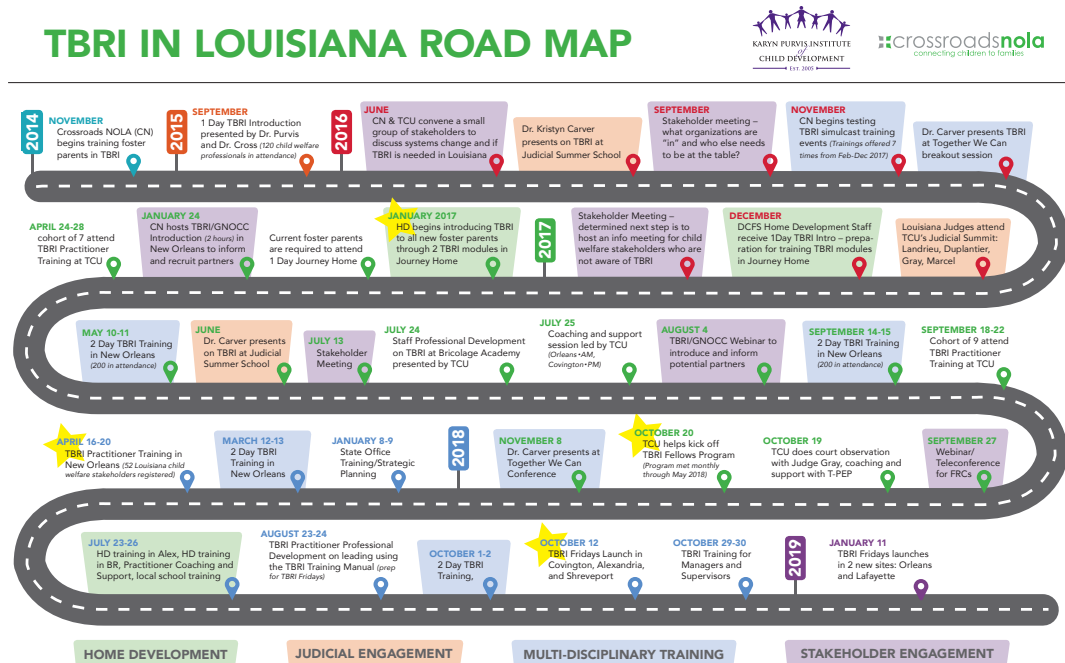 TBRI IN LOUISIANA ROAD MAP
KARYN PURVIS INSTITUTE
of
CHILD DEVELOPMENT
EST. 2005
crossroadsnola
connecting children to families
2014
NOVEMBER
Crossroads NOLA (CN)
begins training foster
parents in TBRI
2015
SEPTEMBER
1 Day TBRI Introduction
presented by Dr. Purvis
and Dr. Cross (120 child welfare
professionals in attendance)
2016
JUNE
CN & TCU convene a small
group of stakeholders to
discuss systems change and if
TBRI is needed in Louisiana
Dr. Kristyn Carver
presents on TBRI at
Judicial Summer School
SEPTEMBER
Stakeholder meeting –
what organizations are
"in" and who else needs
to be at the table?
NOVEMBER
CN begins testing
TBRI simulcast training
events (Trainings offered 7
times from Feb-Dec 2017)
Dr. Carver presents TBRI
at Together We Can
breakout session
APRIL 24-28
cohort of 7 attend
TBRI Practitioner
Training at TCU
JANUARY 24
CN hosts TBRI/GNOCC
Introduction (2 hours) in
New Orleans to inform
and recruit partners
Current foster parents
are required to attend
1 Day Journey Home
JANUARY 2017
HD begins introducing TBRI
to all new foster parents
through 2 TBRI modules in
Journey Home
2017
Stakeholder Meeting –
determined next step is to
host an info meeting for child
welfare stakeholders who are
not aware of TBRI
DECEMBER
DCFS Home Development Staff
receive 1Day TBRI Intro – prepa-
ration for training TBRI modules
in Journey Home
Louisiana Judges attend
TCU's Judicial Summit:
Landrieu, Duplantier,
Gray, Marcel
MAY 10-11
2 Day TBRI Training
in New Orleans
(200 in attendance)
JUNE
Dr. Carver presents
on TBRI at Judicial
Summer School
JULY 13
Stakeholder
Meeting
JULY 24
Staff Professional Development
on TBRI at Bricolage Academy
presented by TCU
JULY 25
Coaching and support
session led by TCU
(Orleans•AM,
Covington•PM)
AUGUST 4
TBRI/GNOCC Webinar to
introduce and inform
potential partners
SEPTEMBER 14-15
2 Day TBRI Training
in New Orleans
(200 in attendance)
SEPTEMBER 18-22
Cohort of 9 attend
TBRI Practitioner
Training at TCU
APRIL 16-20
TBRI Practitioner Training in
New Orleans (52 Louisiana child
welfare stakeholders registered)
MARCH 12-13
2 Day TBRI
Training in
New Orleans
JANUARY 8-9
State Office
Training/Strategic
Planning
2018
NOVEMBER 8
Dr. Carver presents at
Together We Can
Conference
OCTOBER 20
TCU helps kick off
TBRI Fellows Program
(Program met monthly
through May 2018)
OCTOBER 19
TCU does court observation
with Judge Gray, coaching and
support with T-PEP
SEPTEMBER 27
Webinar/
Teleconference
for FRCs
JULY 23-26
HD training in Alex, HD training
in BR, Practitioner Coaching and
Support, local school training
AUGUST 23-24
TBRI Practitioner Professional
Development on leading using
the TBRI Training Manual (prep
for TBRI Fridays)
OCTOBER 1-2
2 Day TBRI
Training,
OCTOBER 12
TBRI Fridays Launch in
Covington, Alexandria,
and Shreveport
OCTOBER 29-30
TBRI Training for
Managers and
Supervisors
2019
JANUARY 11
TBRI Fridays launches
in 2 new sites: Orleans
and Lafayette
HOME DEVELOPMENT
JUDICIAL ENGAGEMENT
MULTI-DISCIPLINARY TRAINING
STAKEHOLDER ENGAGEMENT